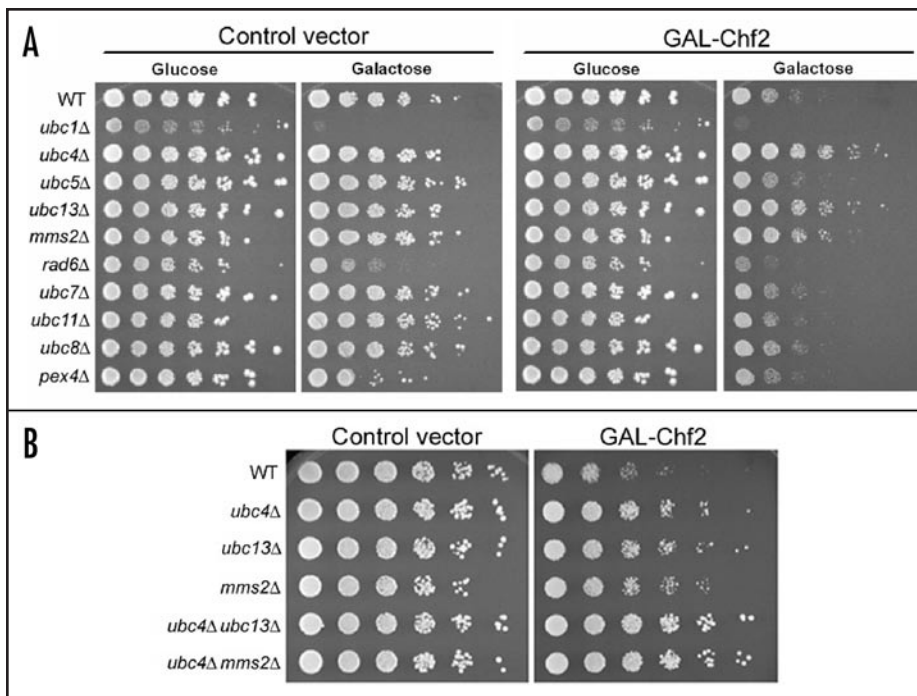 A
Control vector
GAL-Chf2
Glucose
Galactose
Glucose
Galactose
WT
ubc1Δ
ubc4Δ
ubc5Δ
ubc13Δ
mms2Δ
rad6Δ
ubc7Δ
ubc11Δ
ubc8Δ
pex4Δ
B
Control vector
GAL-Chf2
WT
ubc4Δ
ubc13Δ
mms2Δ
ubc4Δ ubc13Δ
ubc4Δ mms2Δ